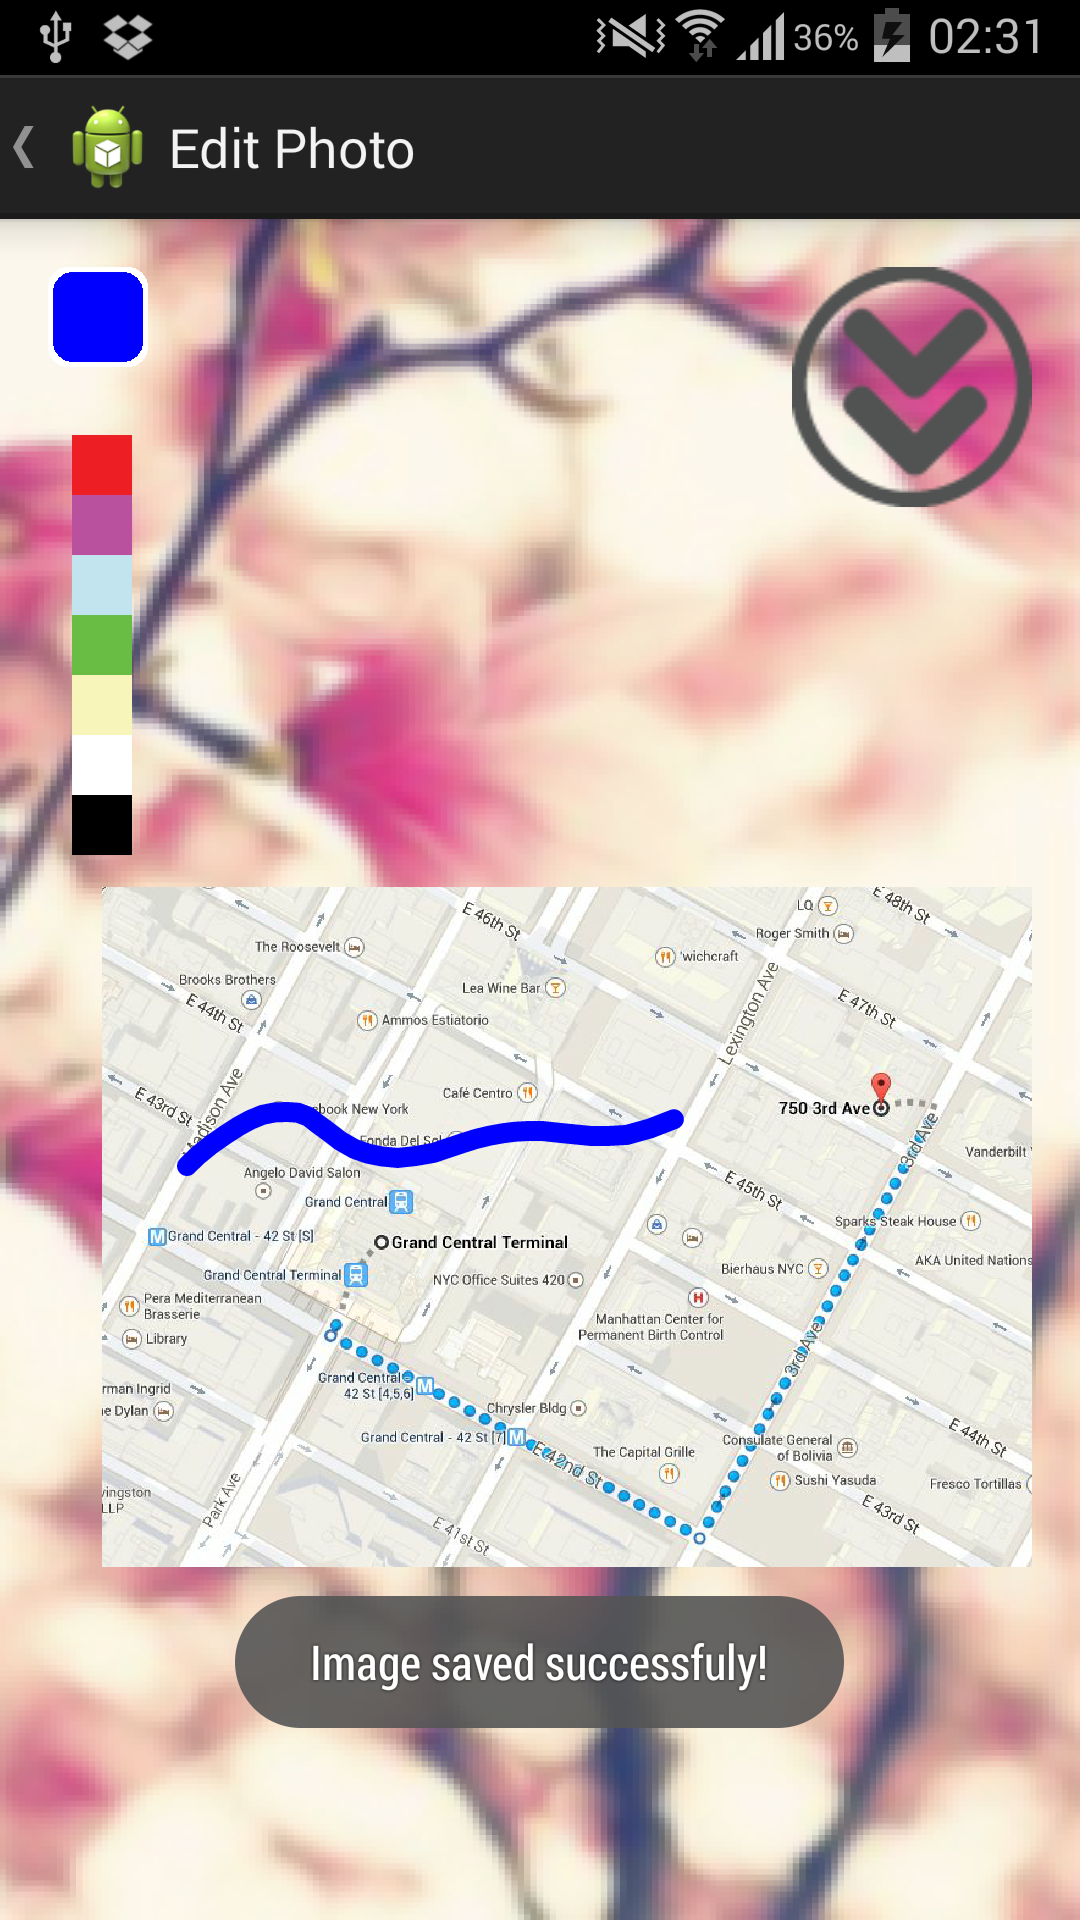 36% 02:31
Edit Photo
E 46th St
LQ
E 48th St
Roger Smith
The Roosevelt
'wichcraft
Brooks Brothers
Lea Wine Bar
E 44th St
Ammos Estiatorio
Lexington Ave
E 47th St
Café Centro
E 43rd St
adison Ave
book New York
750 3rd Ave
Fonda Del Sol
3rd Ave
Vanderbilt
Angelo David Salon
E 45th St
Grand Central
Sparks Steak House
Grand Central - 42 St [S]
Grand Central Terminal
AKA United Nations
Grand Central Terminal
NYC Office Suites 420
Bierhaus NYC
Pera Mediterranean
Brasserie
Manhattan Center for
Permanent Birth Control
Library
3rd Ave
Grand Central -
42 St [4,5,6]
rman Ingrid
e Dylan
Chrysler Bldg
E 44th St
Grand Central - 42 St [7]
E 42nd St
The Capital Grille
Consulate General
of Bolivia
Sushi Yasuda
Fresco Tortillas
vingston
LLP
Park Ave
E 43rd St
E 41st St
Image saved successfuly!